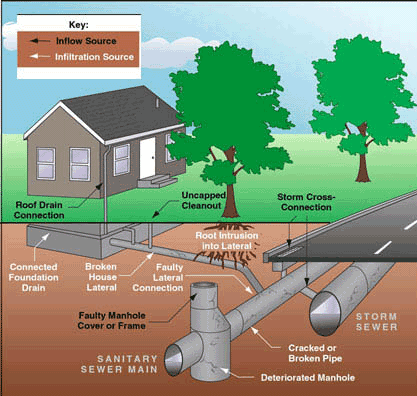 Key:
Inflow Source
Infiltration Source
Roof Drain
Connection
Uncapped
Cleanout
Storm Cross-
Connection
Root Intrusion
into Lateral
Connected
Foundation
Drain
Broken
House
Lateral
Faulty
Lateral
Connection
Faulty Manhole
Cover or Frame
STORM
SEWER
SANITARY
SEWER MAIN
Cracked or
Broken Pipe
Deteriorated Manhole